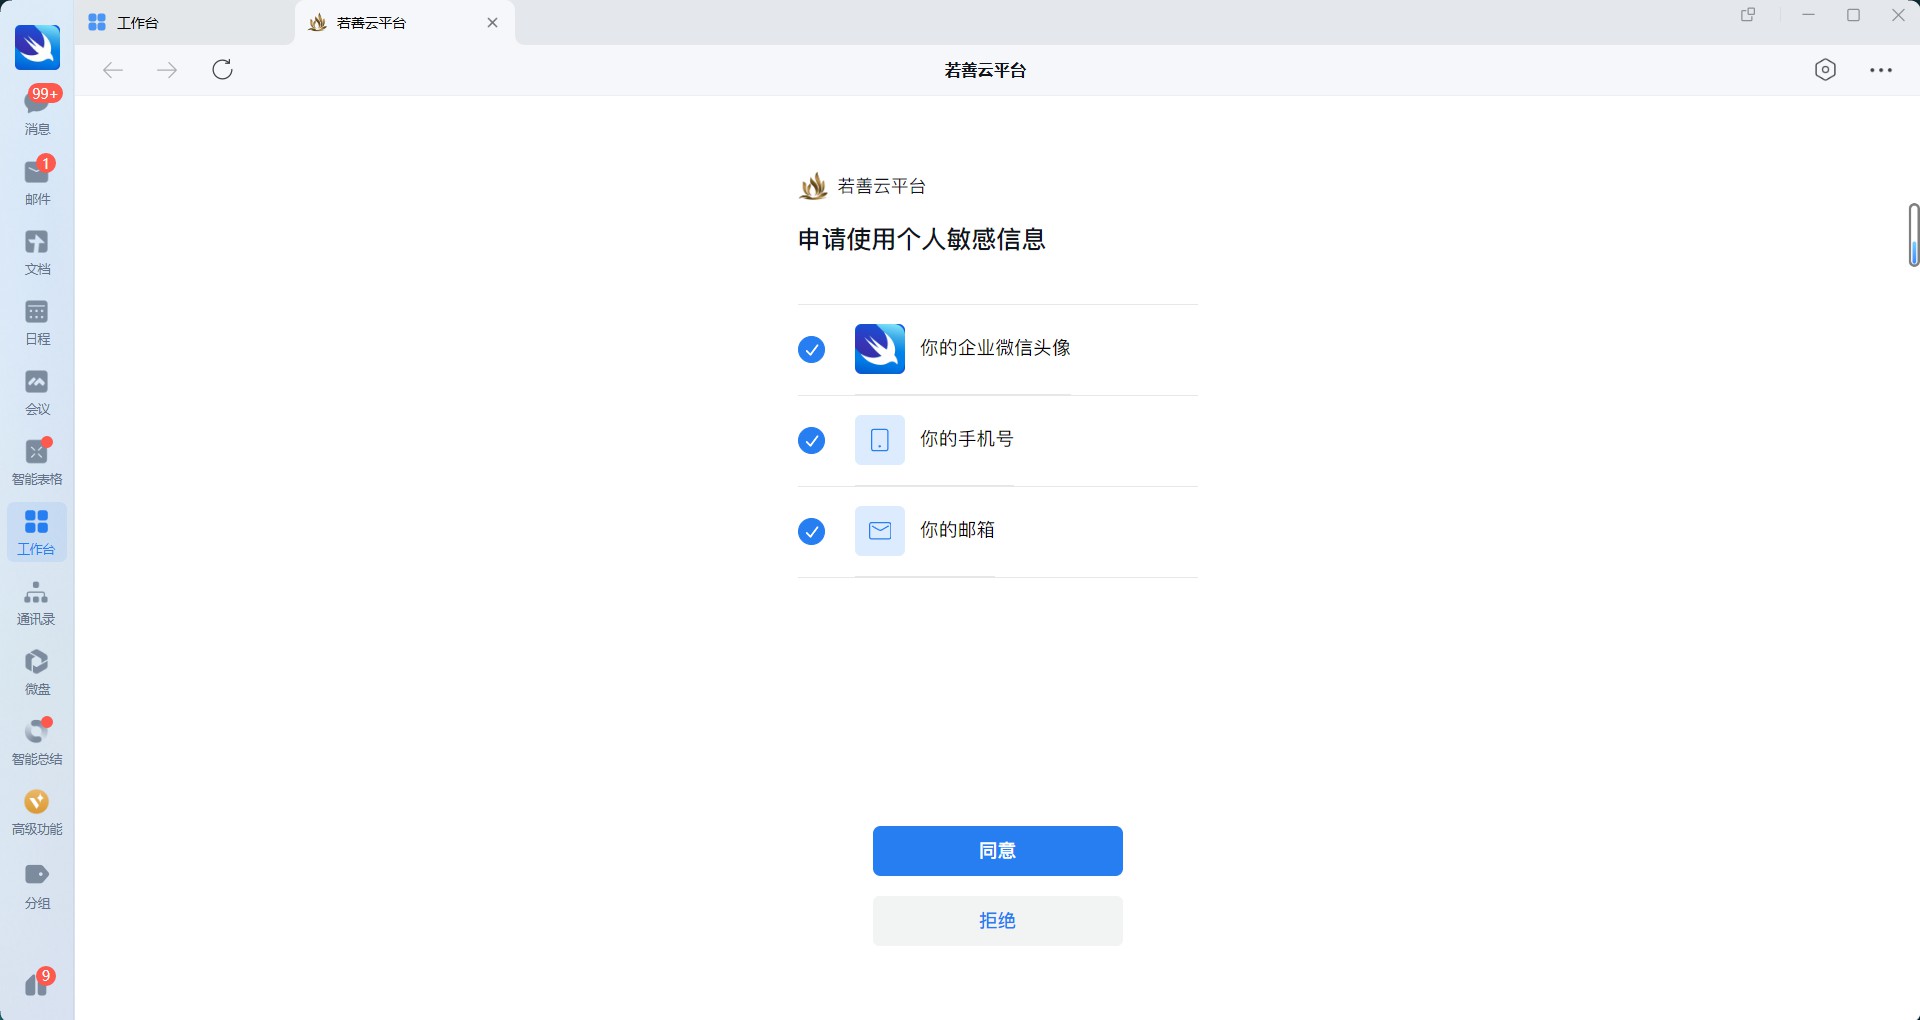 工作台
若善云平台
若善云平台
99+
消息
1
邮件
文档
日程
会议
智能表格
工作台
通讯录
微盘
智能总结
高级功能
分组
9
若善云平台
申请使用个人敏感信息
你的企业微信头像
你的手机号
你的邮箱
同意
拒绝